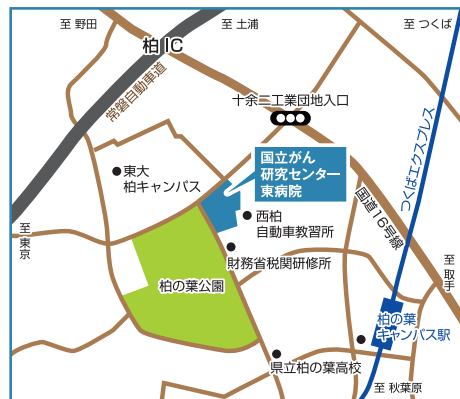 至 野田
至 土浦
至 つくば
柏 IC
常磐自動車道
十余二工業団地入口
つくばエクスプレス
国立がん
研究センター
東病院
東大
柏キャンパス
国道16号線
西柏
自動車教習所
至 東京
財務省税関研修所
至 取手
柏の葉公園
柏の葉
キャンパス駅
県立柏の葉高校
至 秋葉原